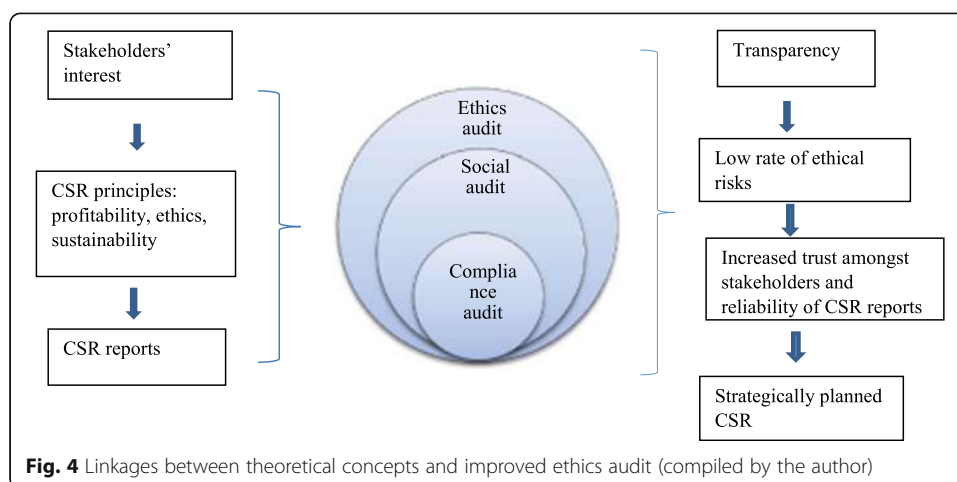 Stakeholders’
interest
CSR principles:
profitability, ethics,
sustainability
CSR reports
Ethics
audit
Social
audit
Complia
nce
audit
Transparency
Low rate of ethical
risks
Increased trust amongst
stakeholders and
reliability of CSR reports
Strategically planned
CSR
Fig. 4 Linkages between theoretical concepts and improved ethics audit (compiled by the author)